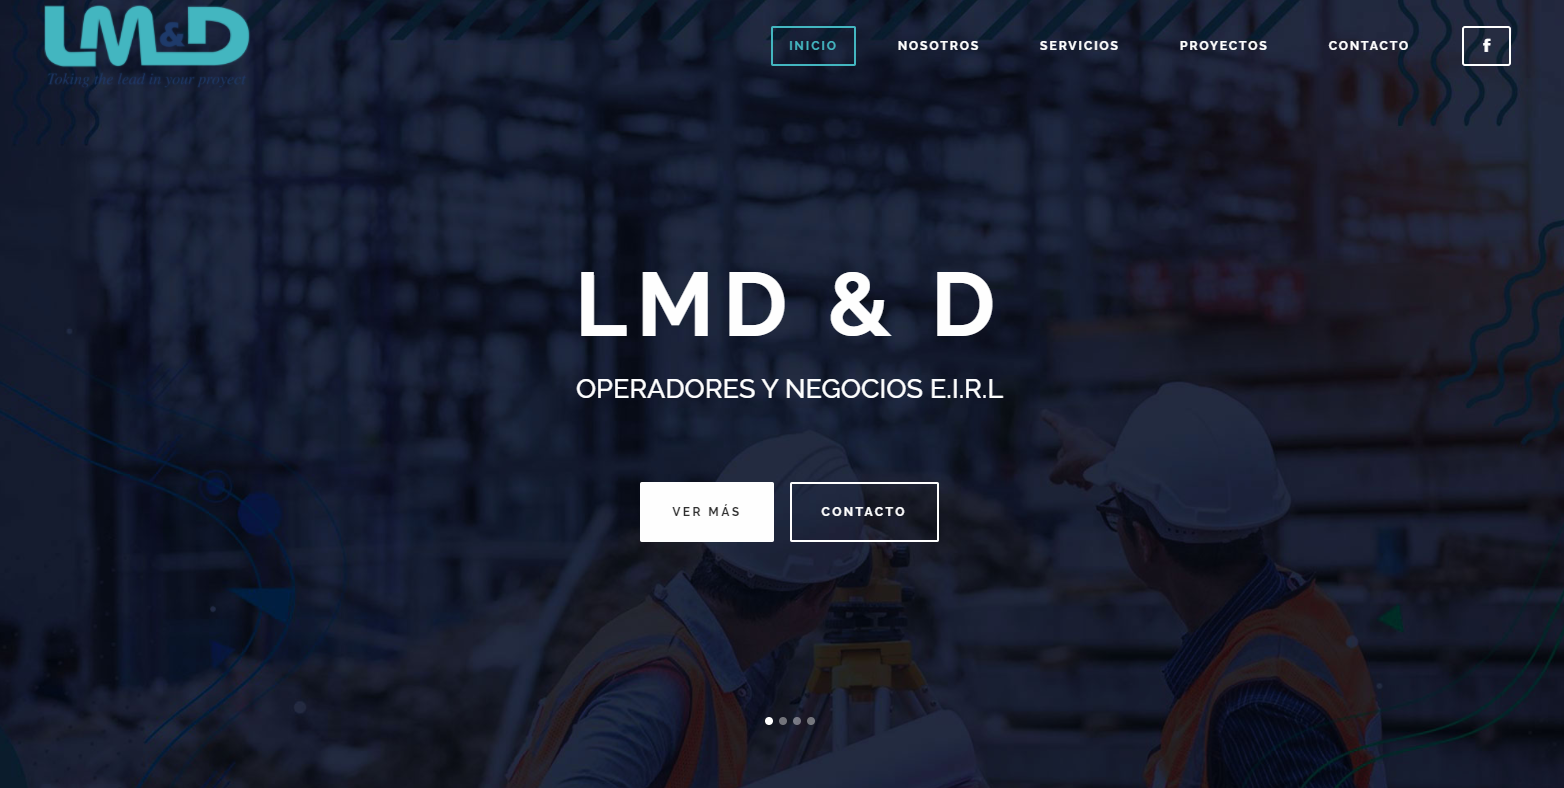 LM&D
Toking the lead in your proyect
INICIO
NOSOTROS
SERVICIOS
PROYECTOS
CONTACTO
f
LMD & D
OPERADORES Y NEGOCIOS E.I.R.L
VER MÁS
CONTACTO